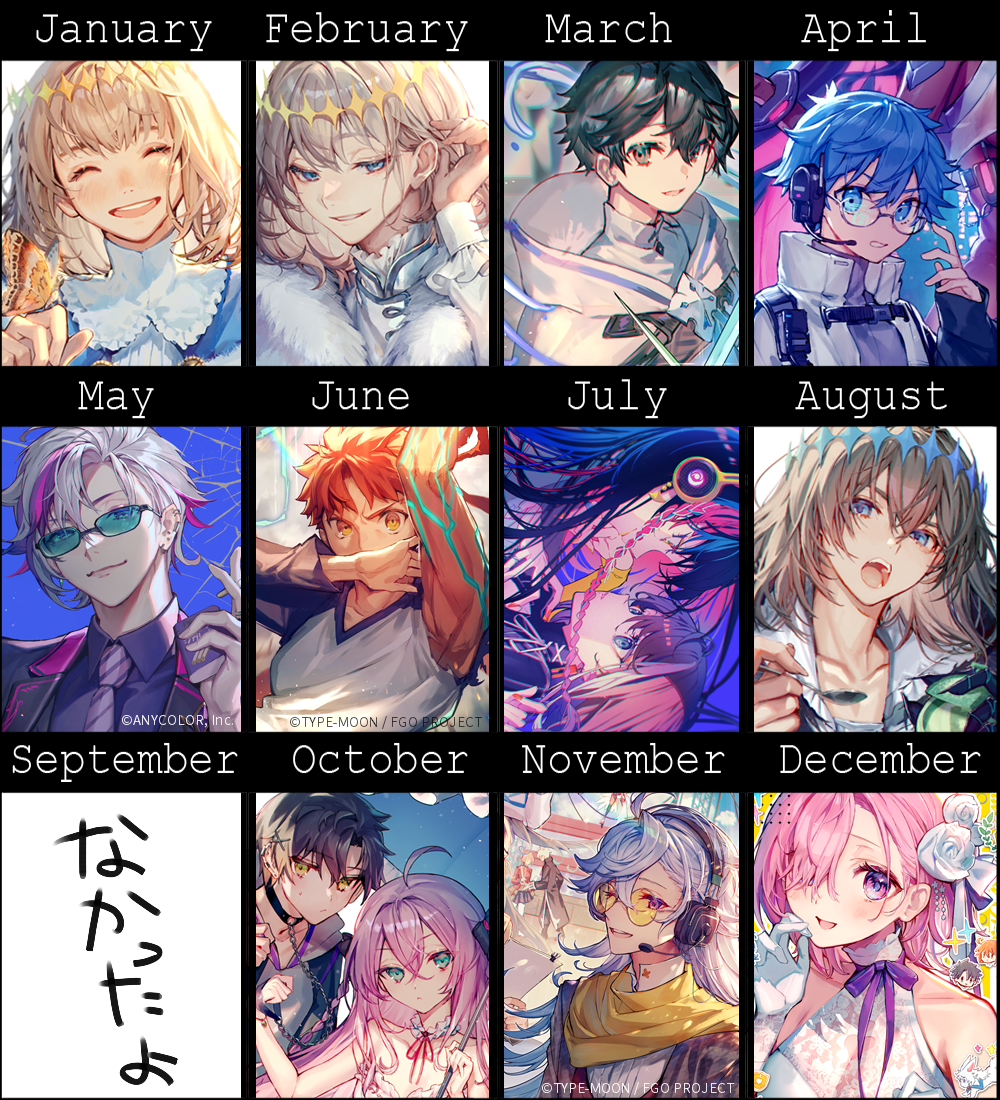 January
February
March
April
May
June
July
August
©ANYCOLOR, Inc.
©TYPE-MOON / FGO PROJECT
September
October
November
December
なかったよ
©TYPE-MOON / FGO PROJECT